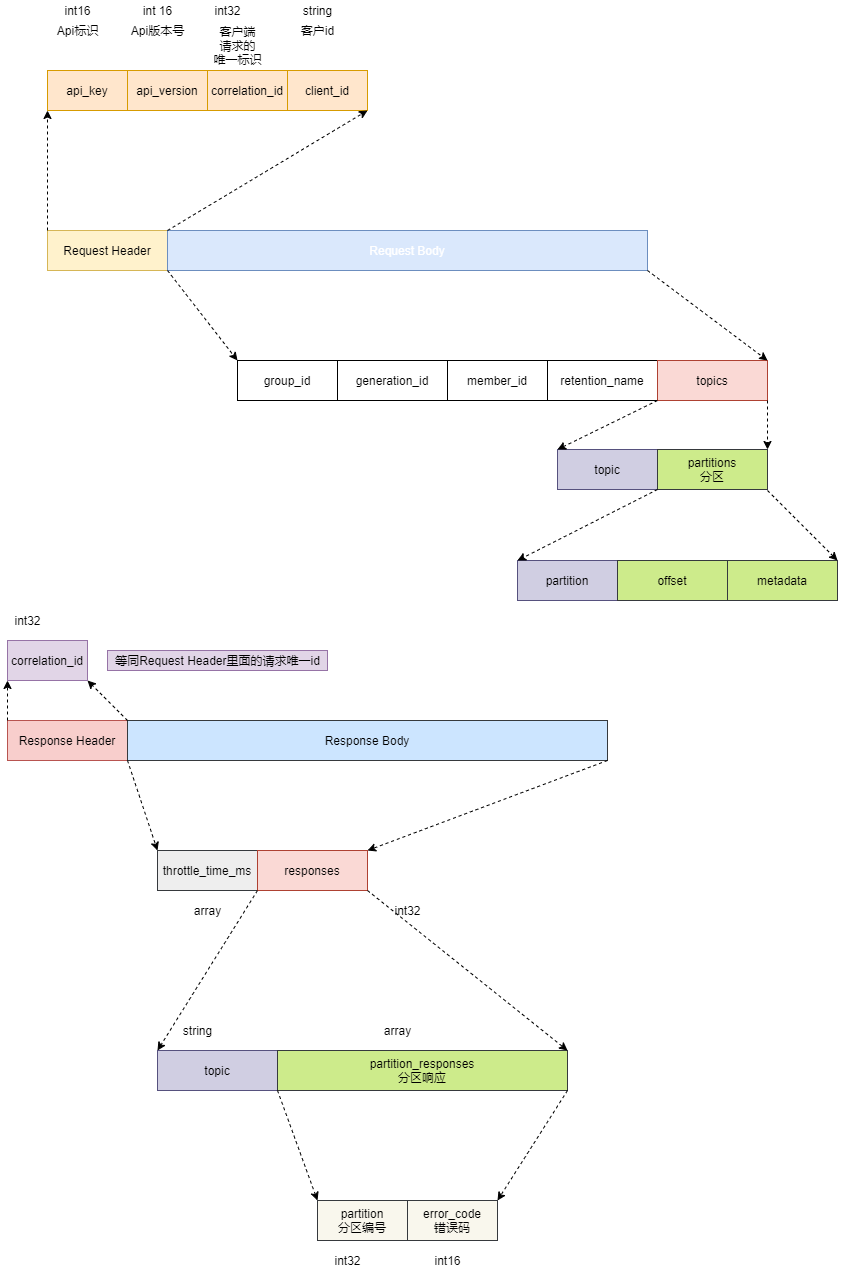 int16
int 16
int32
string
Api标识
Api版本号
客户端
请求的
唯一标识
客户id
api_key
api_version
correlation_id
client_id
Request Header
Request Body
group_id
generation_id
member_id
retention_name
topics
topic
partitions
分区
partition
offset
metadata
int32
correlation_id
等同Request Header里面的请求唯一id
Response Header
Response Body
throttle_time_ms
responses
array
int32
string
array
topic
partition_responses
分区响应
partition
分区编号
error_code
错误码
int32
int16